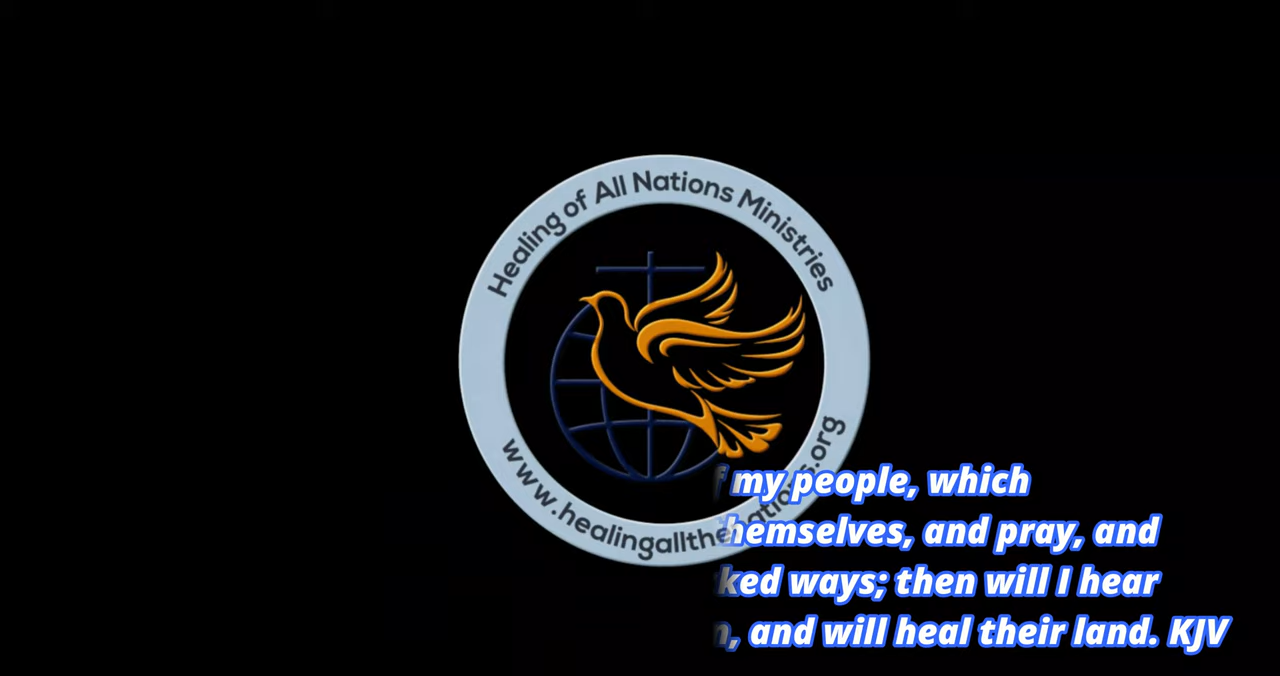 Healing of All Nations Ministries
www.healingallthenations.org
my people, which
hemselves, and pray, and
ked ways; then will I hear
and will heal their land. KJV